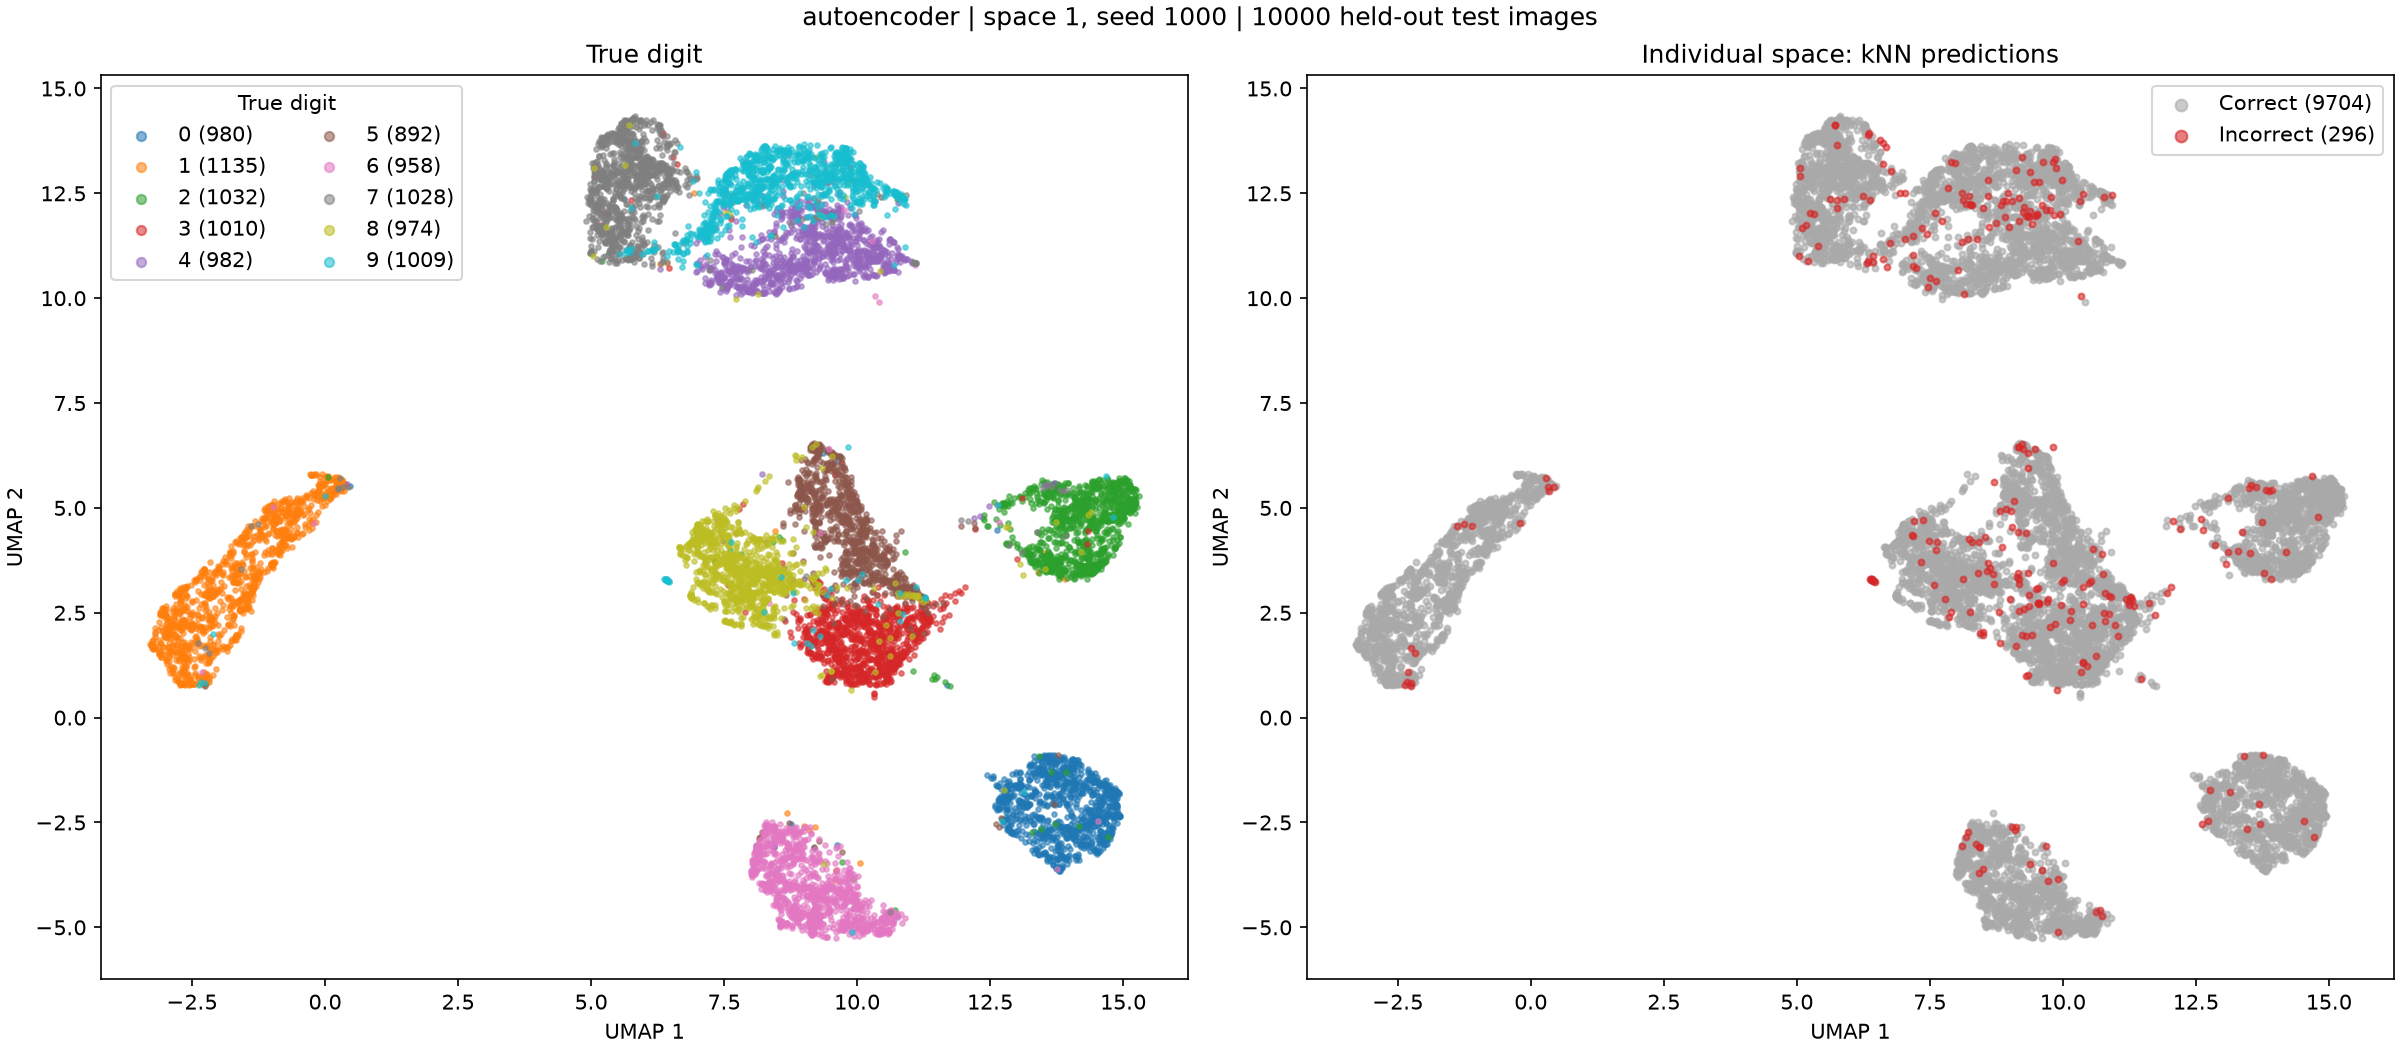 autoencoder | space 1, seed 1000 | 10000 held-out test images
True digit
True digit
0 (980)
1 (1135)
2 (1032)
3 (1010)
4 (982)
5 (892)
6 (958)
7 (1028)
8 (974)
9 (1009)
15.0
12.5
10.0
7.5
5.0
2.5
0.0
−2.5
−5.0
UMAP 2
−2.5 0.0 2.5 5.0 7.5 10.0 12.5 15.0
UMAP 1
Individual space: kNN predictions
Correct (9704)
Incorrect (296)
15.0
12.5
10.0
7.5
5.0
2.5
0.0
−2.5
−5.0
UMAP 2
−2.5 0.0 2.5 5.0 7.5 10.0 12.5 15.0
UMAP 1